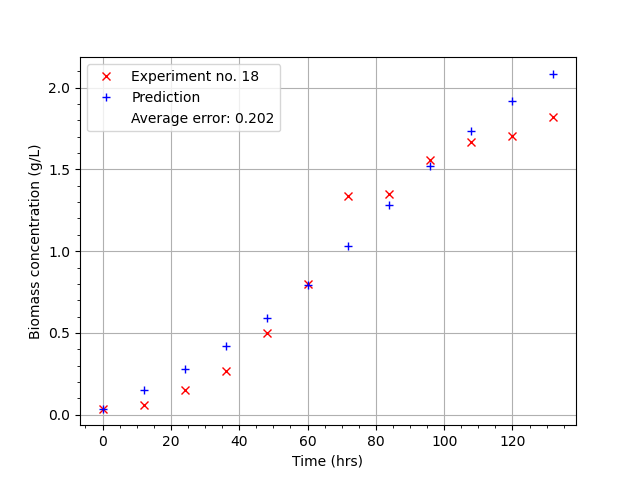 Experiment no. 18
Prediction
Average error: 0.202
Biomass concentration (g/L)
2.0
1.5
1.0
0.5
0.0
0 20 40 60 80 100 120
Time (hrs)